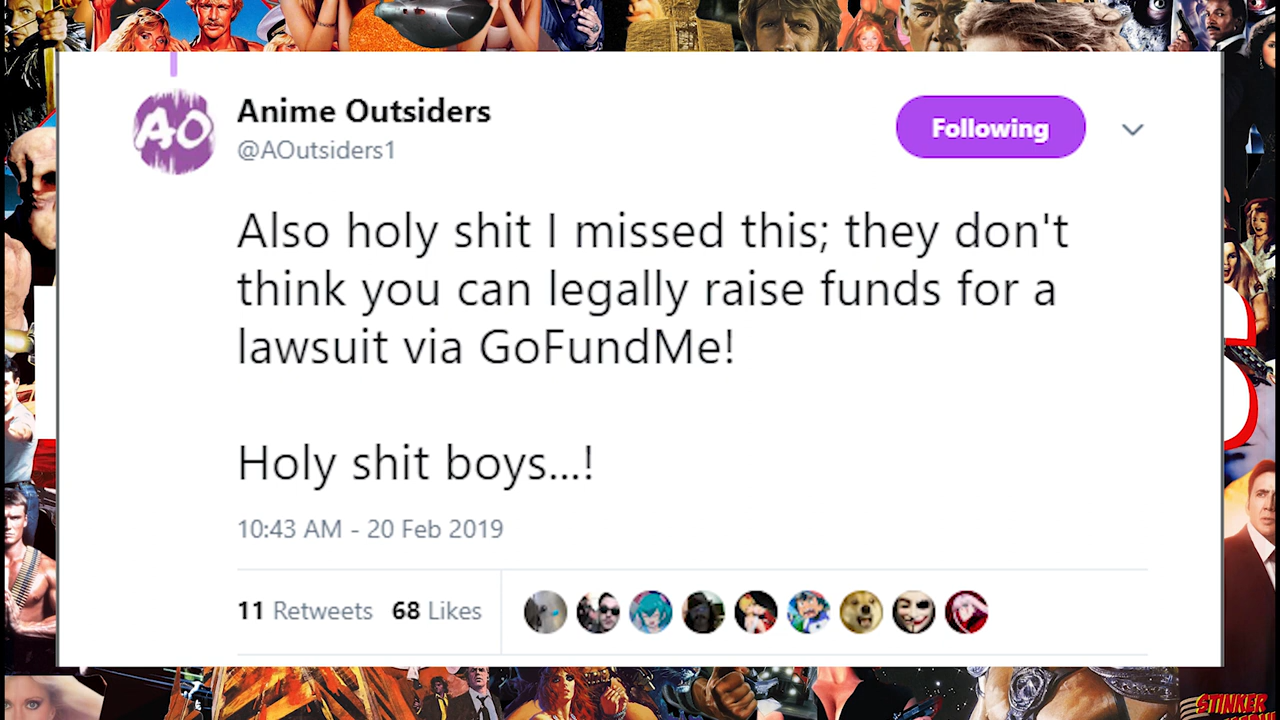 AO
Anime Outsiders
@AOutsiders1
Following
Also holy shit I missed this; they don't
think you can legally raise funds for a
lawsuit via GoFundMe!
Holy shit boys...!
10:43 AM - 20 Feb 2019
11 Retweets 68 Likes
STINKER